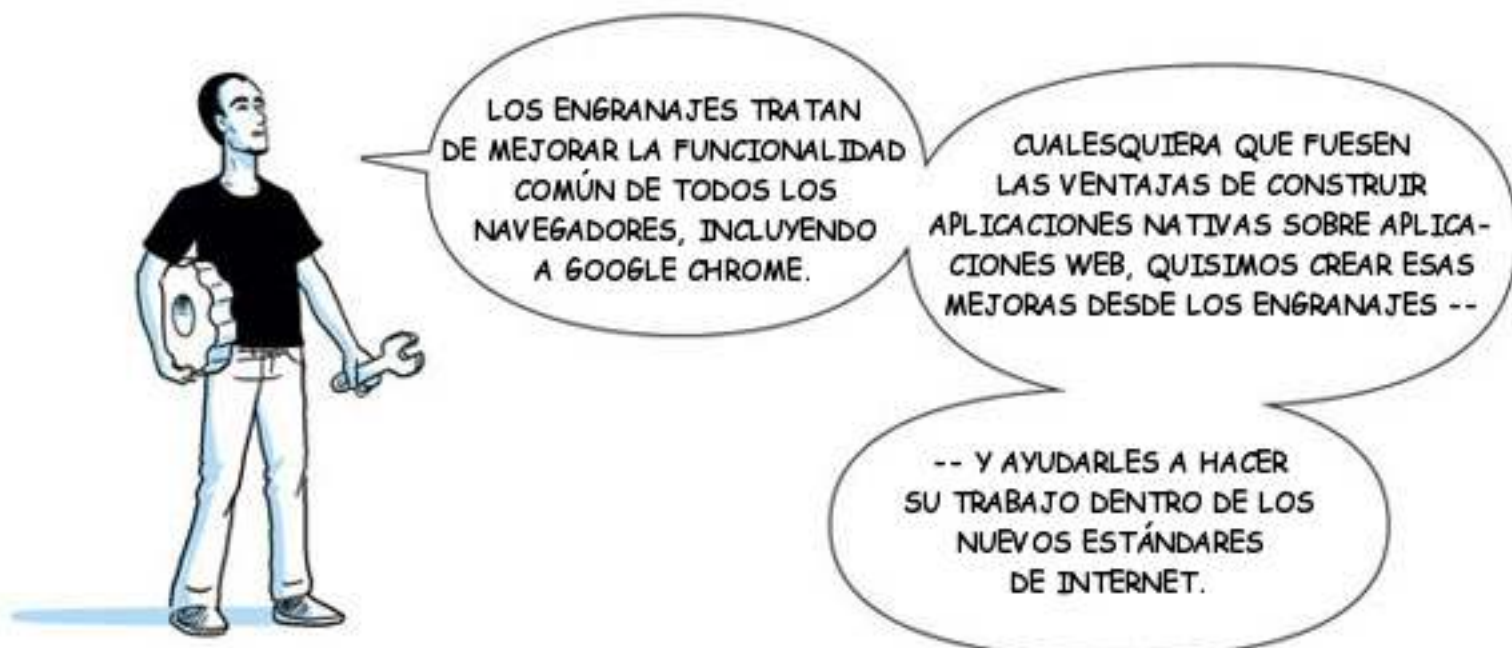 LOS ENGRANAJES TRATAN
DE MEJORAR LA FUNCIONALIDAD
COMÚN DE TODOS LOS
NAVEGADORES, INCLUYENDO
A GOOGLE CHROME.
CUALESQUIERA QUE FUESEN
LAS VENTAJAS DE CONSTRUIR
APLICACIONES NATIVAS SOBRE APLICA-
CIONES WEB, QUISIMOS CREAR ESAS
MEJORAS DESDE LOS ENGRANAJES --
-- Y AYUDARLES A HACER
SU TRABAJO DENTRO DE LOS
NUEVOS ESTÁNDARES
DE INTERNET.